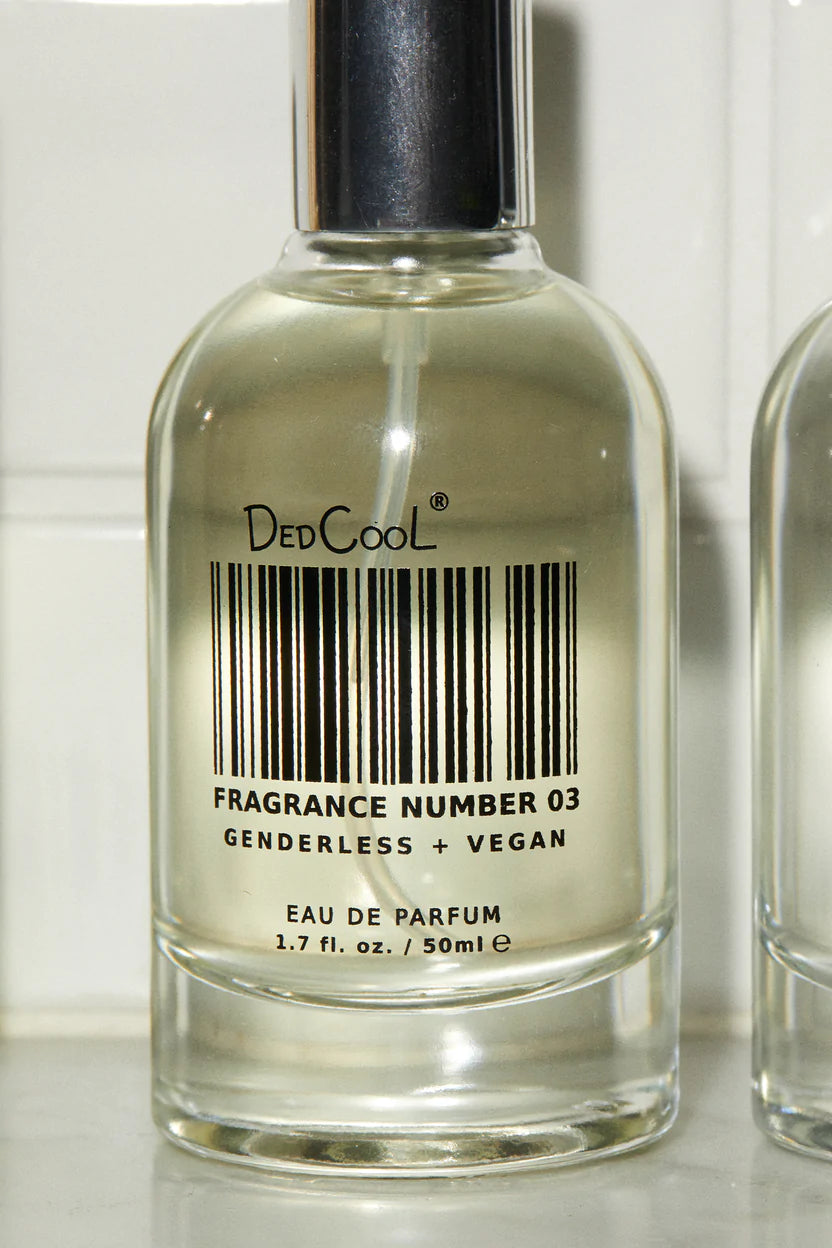 DEDCOOL®
FRAGRANCE NUMBER 03
GENDERLESS + VEGAN
EAU DE PARFUM
1.7 fl. oz. / 50ml ℮